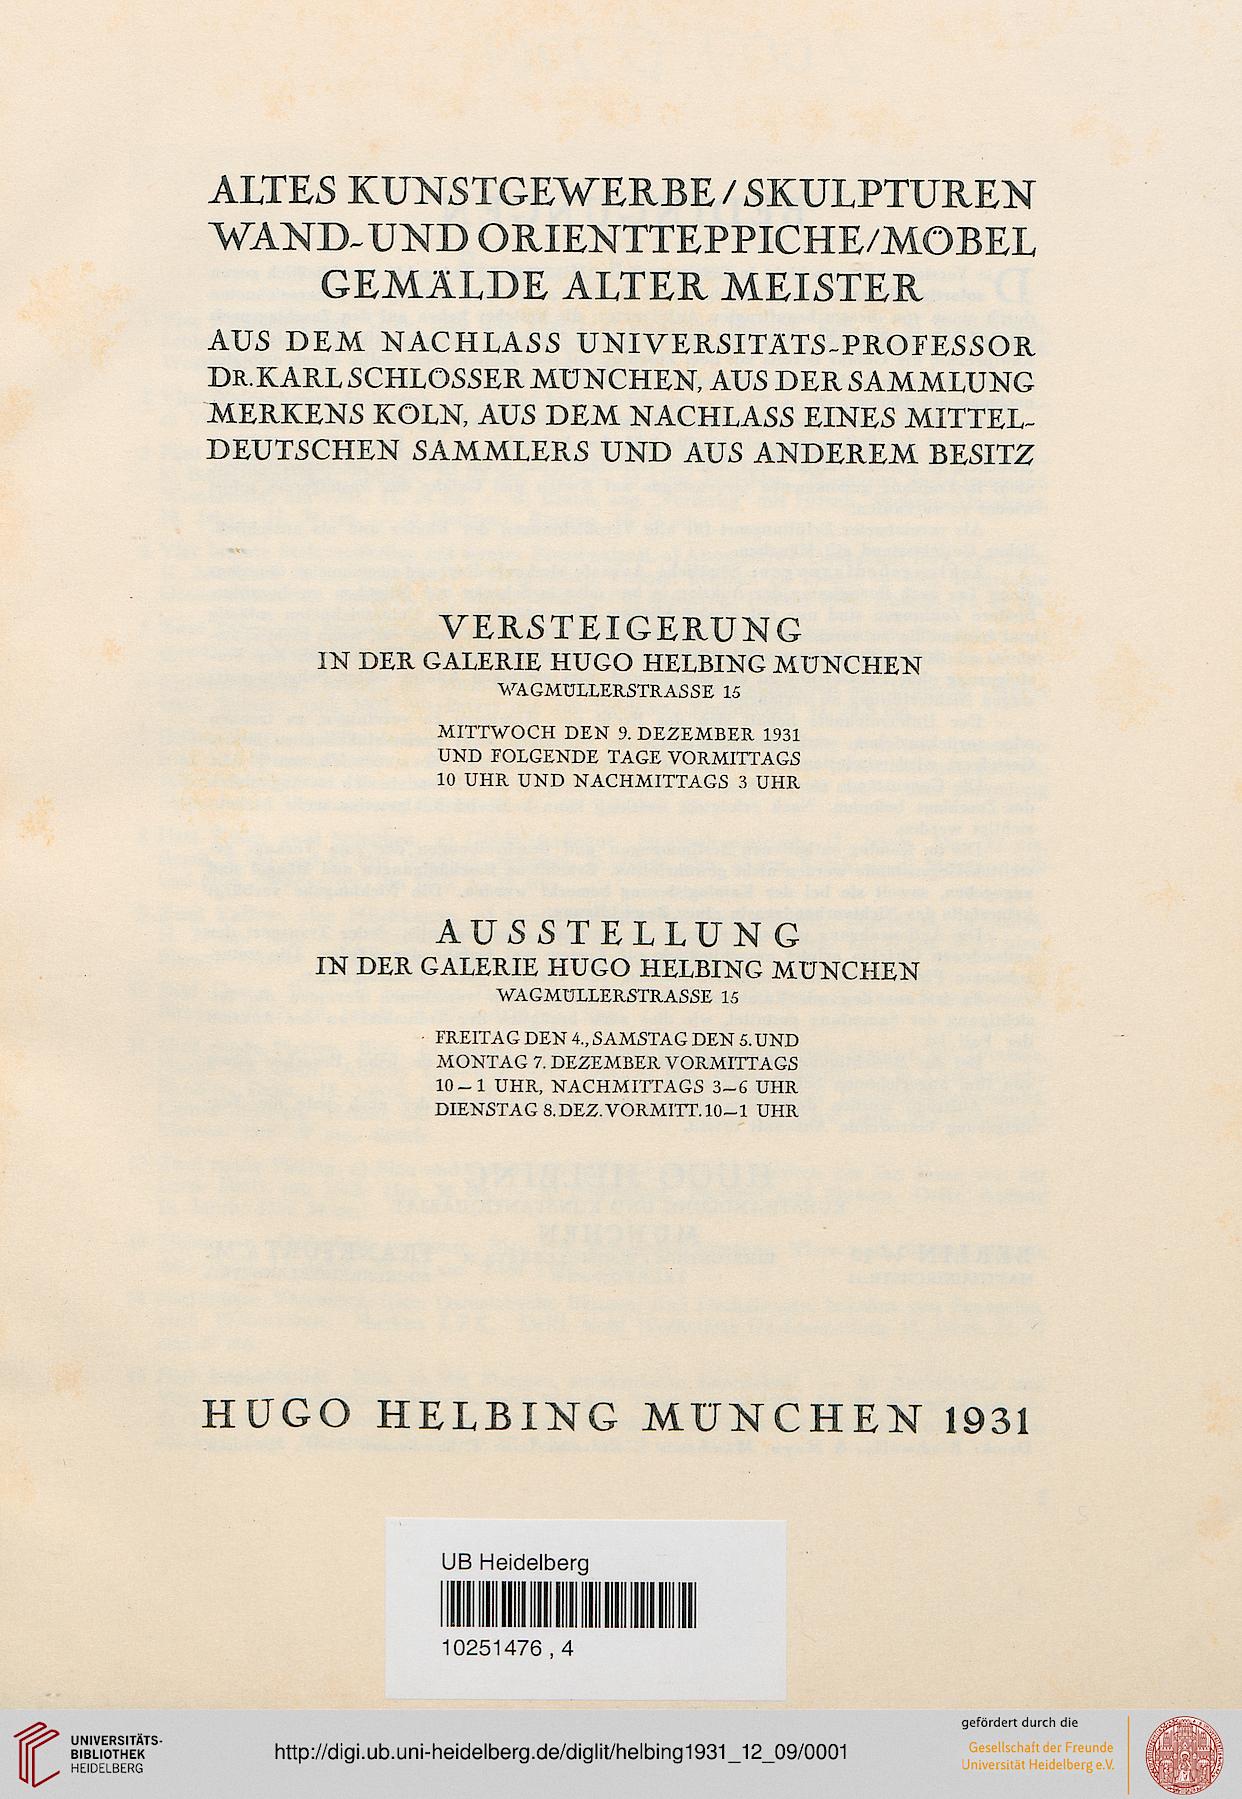 ALTES KUNSTGEWERBE/SKULPTUREN
WAND-UND ORIENTTEPPICHE/MÖBEL
GEMÄLDE ALTER MEISTER
AUS DEM NACHLASS UNIVERSITÄTS-PROFESSOR
DR. KARL SCHLÖSSER MÜNCHEN, AUS DER SAMMLUNG
MERKENS KÖLN, AUS DEM NACHLASS EINES MITTEL-
DEUTSCHEN SAMMLERS UND AUS ANDEREM BESITZ
VERSTEIGERUNG
IN DER GALERIE HUGO HELBING MÜNCHEN
WAGMÜLLERSTRASSE 15
MITTWOCH DEN 9. DEZEMBER 1931
UND FOLGENDE TAGE VORMITTAGS
10 UHR UND NACHMITTAGS 3 UHR
AUSSTELLUNG
IN DER GALERIE HUGO HELBING MÜNCHEN
WAGMÜLLERSTRASSE 15
FREITAG DEN 4., SAMSTAG DEN 5. UND
MONTAG 7. DEZEMBER VORMITTAGS
10–1 UHR, NACHMITTAGS 3–6 UHR
DIENSTAG 8. DEZ. VORMITT. 10–1 UHR
HUGO HELBING MÜNCHEN 1931
UB Heidelberg
10251476 , 4
UNIVERSITÄTS-
BIBLIOTHEK
HEIDELBERG
http://digi.ub.uni-heidelberg.de/diglit/helbing1931_12_09/0001
gefördert durch die
Gesellschaft der Freunde
Universität Heidelberg e.V.